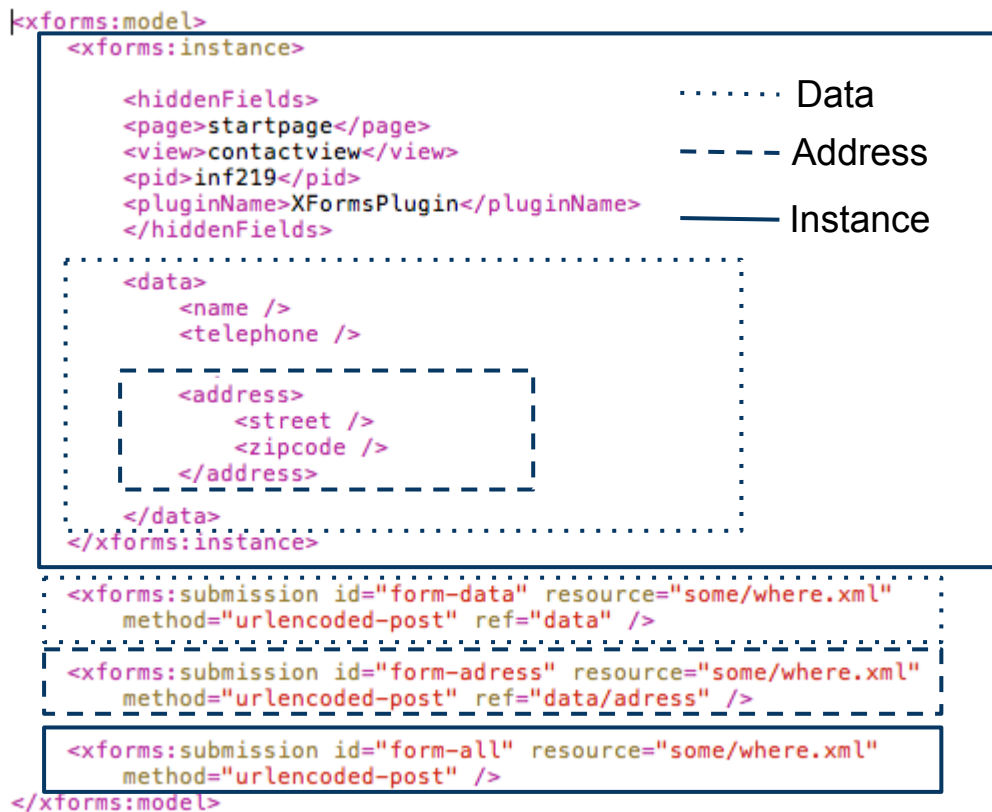 <xforms:model>
<xforms:instance>
<hiddenFields>
<page>startpage</page>
<view>contactview</view>
<pid>inf219</pid>
<pluginName>XFormsPlugin</pluginName>
</hiddenFields>
Data
Address
Instance
<data>
<name />
<telephone />
<address>
<street />
<zipcode />
</address>
</data>
</xforms:instance>
<xforms:submission id="form-data" resource="some/where.xml"
method="urlencoded-post" ref="data" />
<xforms:submission id="form-adress" resource="some/where.xml"
method="urlencoded-post" ref="data/adress" />
<xforms:submission id="form-all" resource="some/where.xml"
method="urlencoded-post" />
</xforms:model>